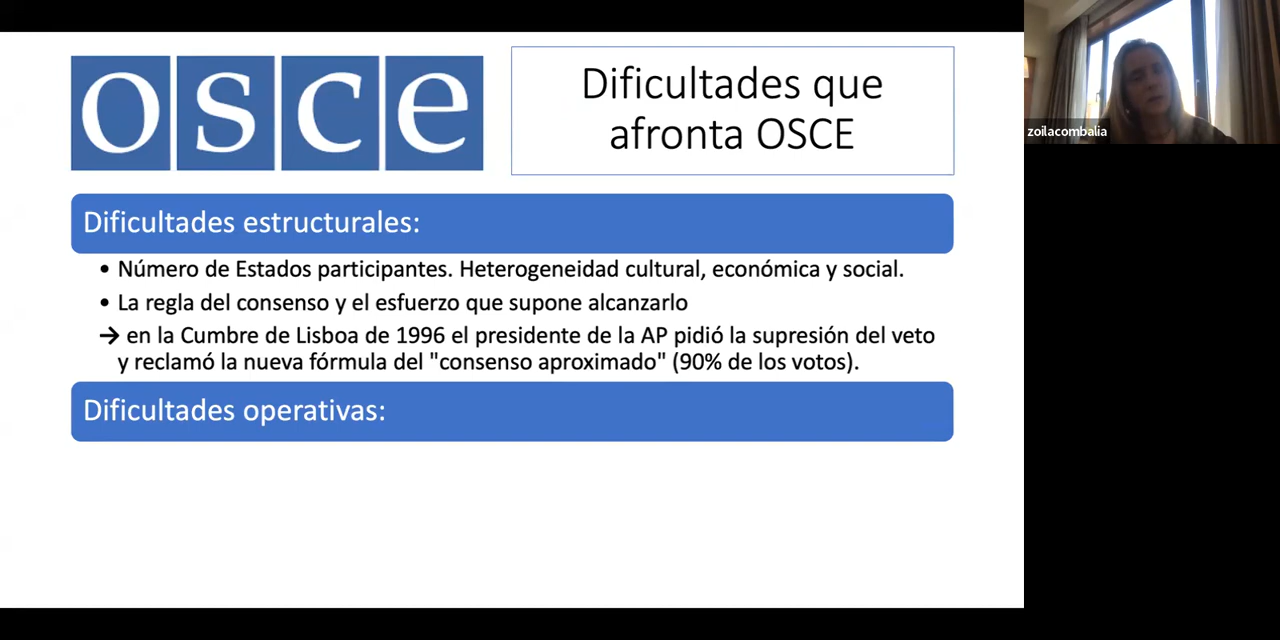 osce
Dificultades que
afronta OSCE
zoilacombalia
Dificultades estructurales:
• Número de Estados participantes. Heterogeneidad cultural, económica y social.
• La regla del consenso y el esfuerzo que supone alcanzarlo
→ en la Cumbre de Lisboa de 1996 el presidente de la AP pidió la supresión del veto
y reclamó la nueva fórmula del "consenso aproximado" (90% de los votos).
Dificultades operativas: